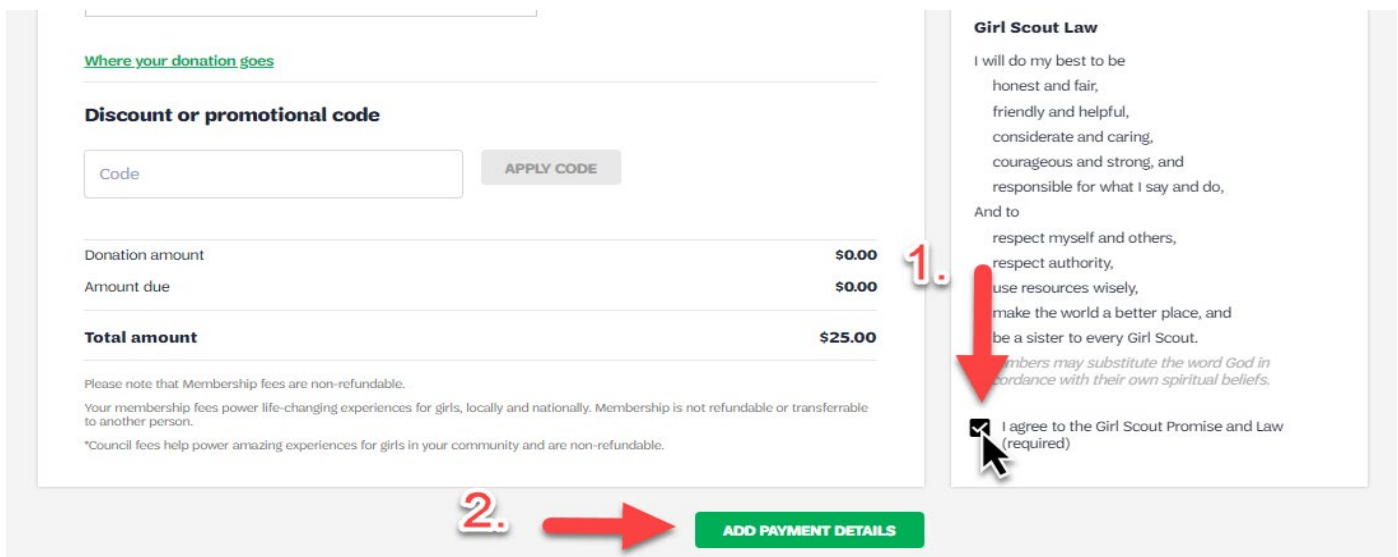 Where your donation goes
Discount or promotional code
Code
APPLY CODE
Donation amount $0.00
Amount due $0.00
Total amount $25.00
Please note that Membership fees are non-refundable.
Your membership fees power life-changing experiences for girls, locally and nationally. Membership is not refundable or transferrable
to another person.
*Council fees help power amazing experiences for girls in your community and are non-refundable.
Girl Scout Law
I will do my best to be
honest and fair,
friendly and helpful,
considerate and caring,
courageous and strong, and
responsible for what I say and do,
And to
respect myself and others,
respect authority,
use resources wisely,
make the world a better place, and
be a sister to every Girl Scout.
may substitute the word God in
with their own spiritual beliefs.
1.
I agree to the Girl Scout Promise and Law
(required)
2.
ADD PAYMENT DETAILS